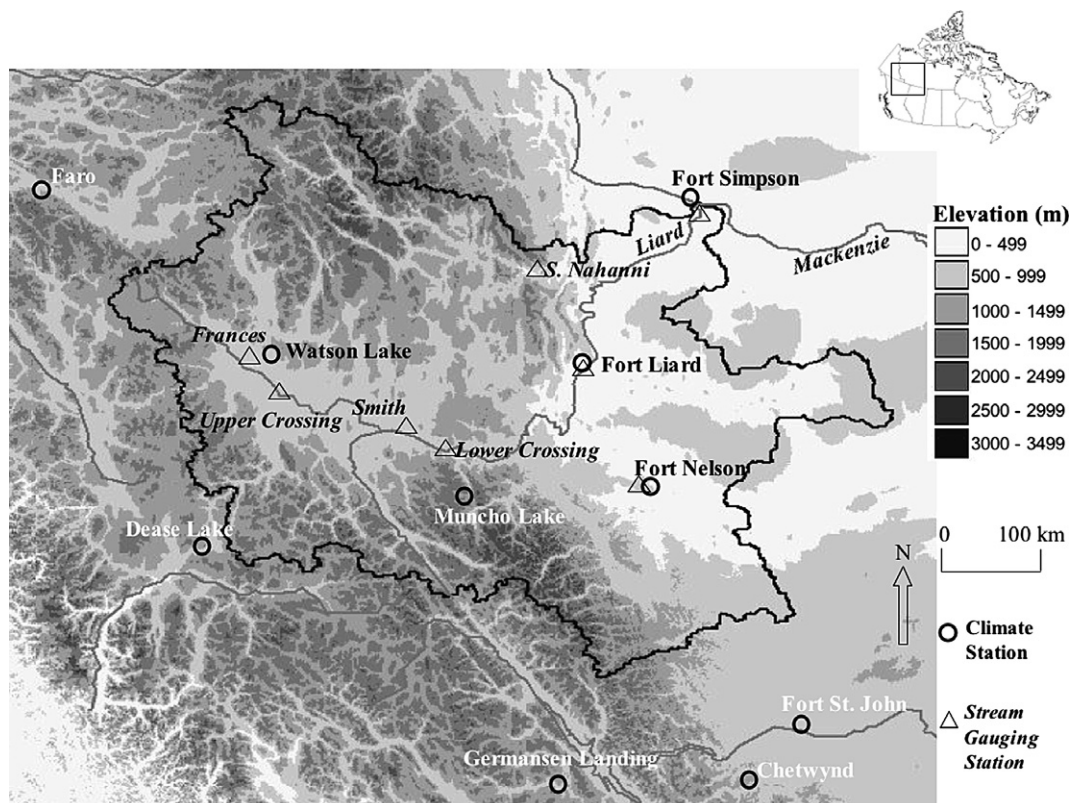 Faro
Fort Simpson
Liard
Mackenzie
S. Nahanni
Frances
Watson Lake
Fort Liard
Upper Crossing
Smith
Lower Crossing
Fort Nelson
Muncho Lake
Dease Lake
Fort St. John
Germansen Landing
Chetwynd
Elevation (m)
0 - 499
500 - 999
1000 - 1499
1500 - 1999
2000 - 2499
2500 - 2999
3000 - 3499
0 100 km
N
Climate
Station
Stream
Gauging
Station